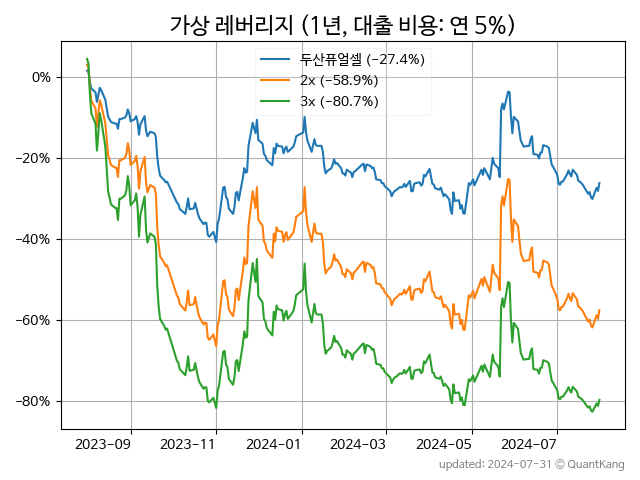 가상 레버리지 (1년, 대출 비용: 연 5%)
두산퓨얼셀 (−27.4%)
2x (−58.9%)
3x (−80.7%)
0%
−20%
−40%
−60%
−80%
2023-09 2023-11 2024-01 2024-03 2024-05 2024-07
updated: 2024-07-31 © QuantKang